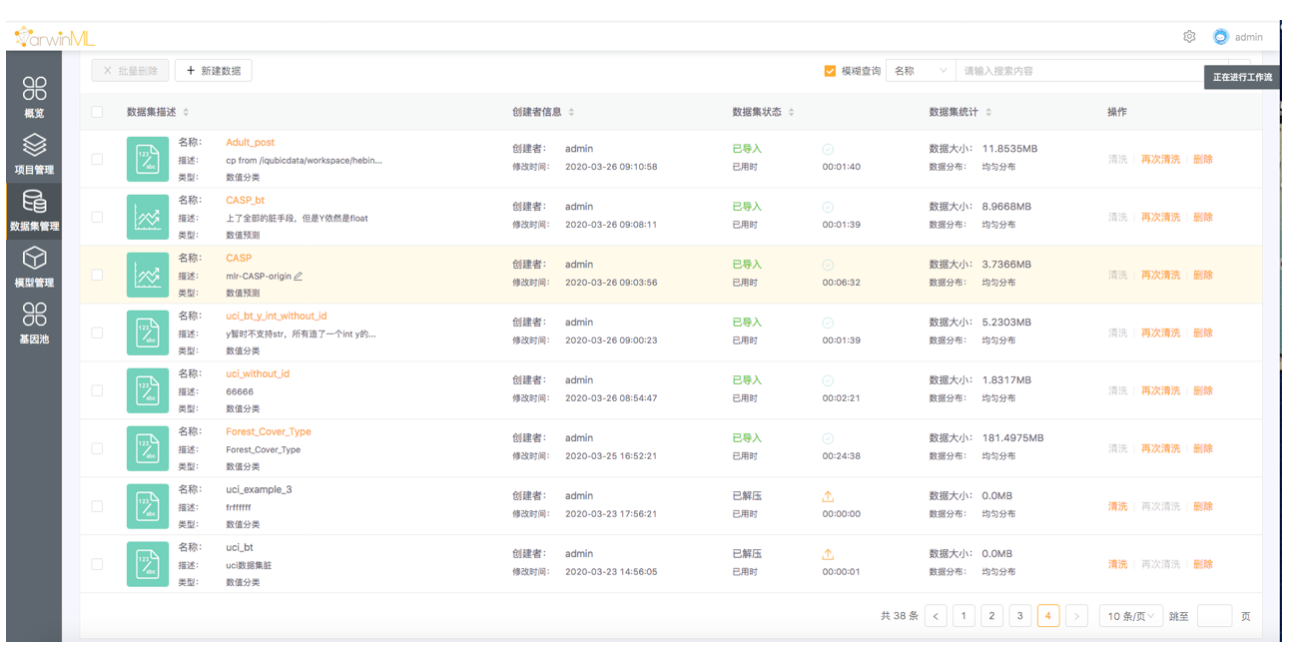 DarwinML
admin
正在进行工作流
批量删除 + 新建数据 模糊查询 名称 请输入搜索内容
概览
项目管理
数据集管理
模型管理
基因池
数据集描述 创建者信息 数据集状态 数据集统计 操作
名称: Adult_post
描述: cp from /iqubicdata/workspace/hebin...
类型: 数值分类
创建者: admin
修改时间: 2020-03-26 09:10:58
已导入
已用时 00:01:40
数据大小: 11.8535MB
数据分布: 均匀分布
清洗 再次清洗 删除
名称: CASP_bt
描述: 上了全部的脏手段，但是Y依然是float
类型: 数值预测
创建者: admin
修改时间: 2020-03-26 09:08:11
已导入
已用时 00:01:39
数据大小: 8.9668MB
数据分布: 均匀分布
清洗 再次清洗 删除
名称: CASP
描述: mlr-CASP-origin
类型: 数值预测
创建者: admin
修改时间: 2020-03-26 09:03:56
已导入
已用时 00:06:32
数据大小: 3.7366MB
数据分布: 均匀分布
清洗 再次清洗 删除
名称: uci_bt_y_int_without_id
描述: y暂时不支持str，所有造了一个int y的...
类型: 数值分类
创建者: admin
修改时间: 2020-03-26 09:00:23
已导入
已用时 00:01:39
数据大小: 5.2303MB
数据分布: 均匀分布
清洗 再次清洗 删除
名称: uci_without_id
描述: 66666
类型: 数值分类
创建者: admin
修改时间: 2020-03-26 08:54:47
已导入
已用时 00:02:21
数据大小: 1.8317MB
数据分布: 均匀分布
清洗 再次清洗 删除
名称: Forest_Cover_Type
描述: Forest_Cover_Type
类型: 数值分类
创建者: admin
修改时间: 2020-03-25 16:52:21
已导入
已用时 00:24:38
数据大小: 181.4975MB
数据分布: 均匀分布
清洗 再次清洗 删除
名称: uci_example_3
描述: frffffff
类型: 数值分类
创建者: admin
修改时间: 2020-03-23 17:56:21
已解压
已用时 00:00:00
数据大小: 0.0MB
数据分布: 均匀分布
清洗 再次清洗 删除
名称: uci_bt
描述: uci数据集脏
类型: 数值分类
创建者: admin
修改时间: 2020-03-23 14:56:05
已解压
已用时 00:00:01
数据大小: 0.0MB
数据分布: 均匀分布
清洗 再次清洗 删除
共 38 条 < 1 2 3 4 > 10 条/页 跳至 页